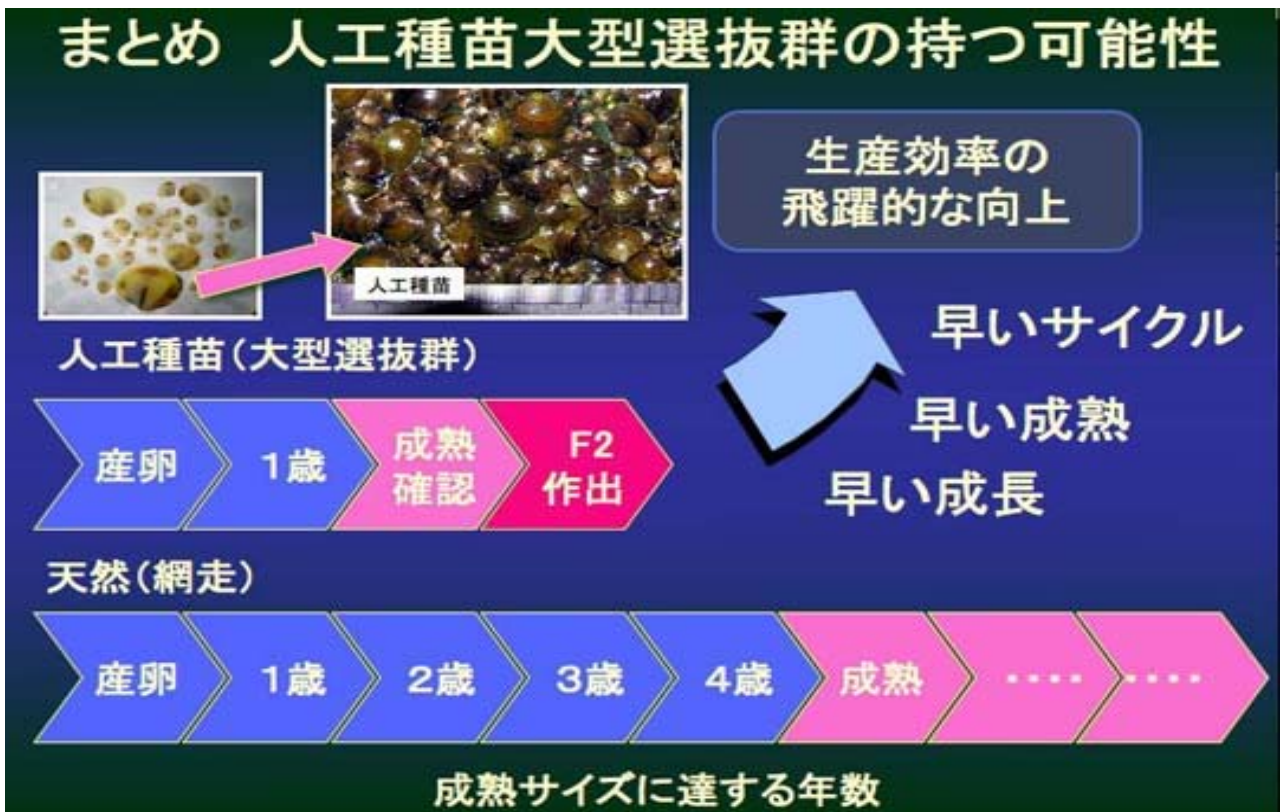 まとめ 人工種苗大型選抜群の持つ可能性
生産効率の
飛躍的な向上
人工種苗
早いサイクル
早い成熟
早い成長
人工種苗(大型選抜群)
産卵
1歳
成熟
確認
F2
作出
天然(網走)
産卵
1歳
2歳
3歳
4歳
成熟
・・・・
・・・・
成熟サイズに達する年数